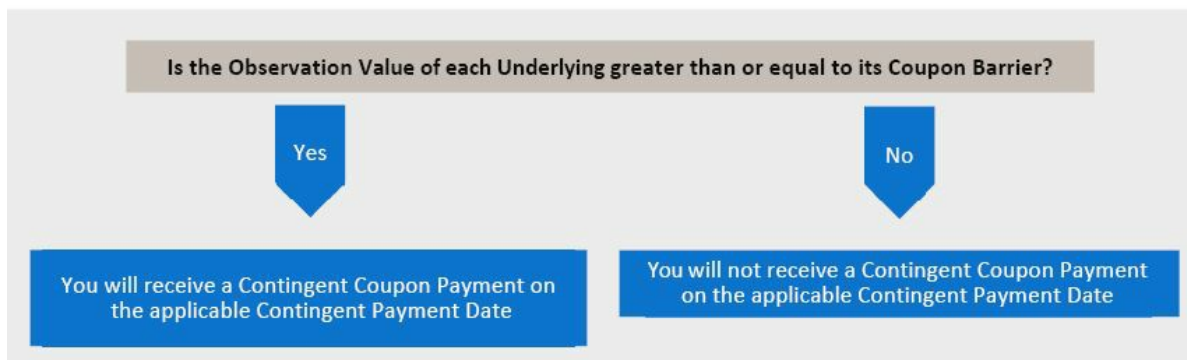 Is the Observation Value of each Underlying greater than or equal to its Coupon Barrier?
Yes
No
You will receive a Contingent Coupon Payment on
the applicable Contingent Payment Date
You will not receive a Contingent Coupon Payment
on the applicable Contingent Payment Date